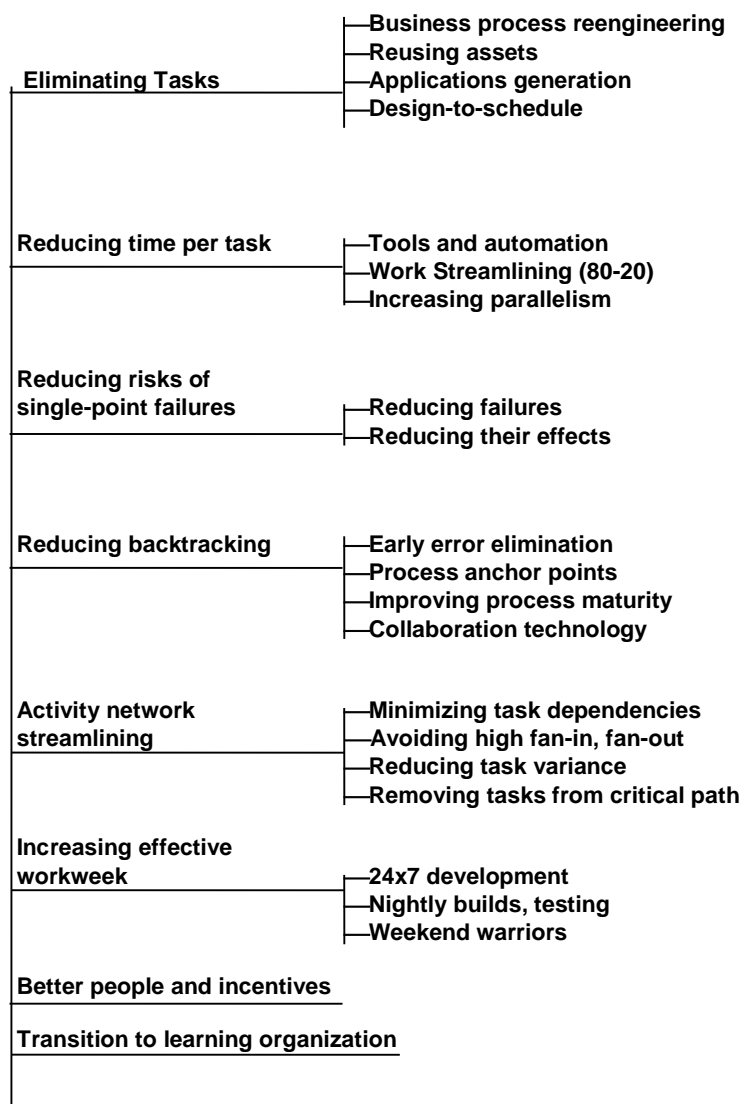 Eliminating Tasks
Business process reengineering
Reusing assets
Applications generation
Design-to-schedule
Reducing time per task
Tools and automation
Work Streamlining (80-20)
Increasing parallelism
Reducing risks of
single-point failures
Reducing failures
Reducing their effects
Reducing backtracking
Early error elimination
Process anchor points
Improving process maturity
Collaboration technology
Activity network
streamlining
Minimizing task dependencies
Avoiding high fan-in, fan-out
Reducing task variance
Removing tasks from critical path
Increasing effective
workweek
24x7 development
Nightly builds, testing
Weekend warriors
Better people and incentives
Transition to learning organization